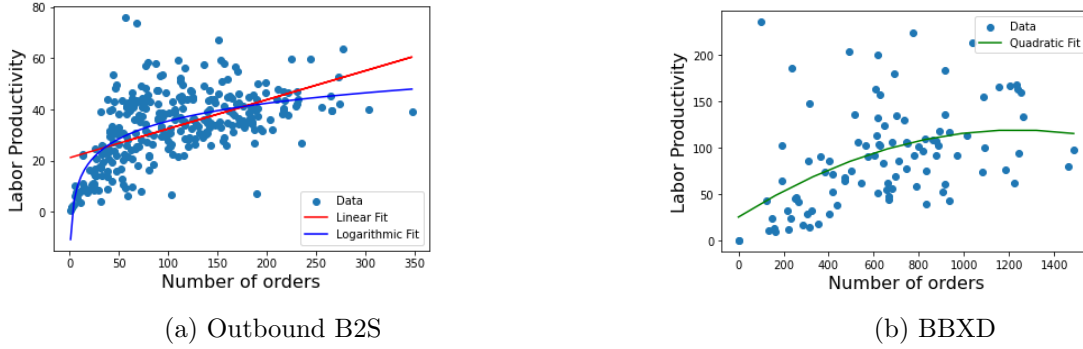 80
60
40
20
0
Labor Productivity
0 50 100 150 200 250 300 350
Number of orders
Data
Linear Fit
Logarithmic Fit
(a) Outbound B2S
200
150
100
50
0
Labor Productivity
0 200 400 600 800 1000 1200 1400
Number of orders
Data
Quadratic Fit
(b) BBXD